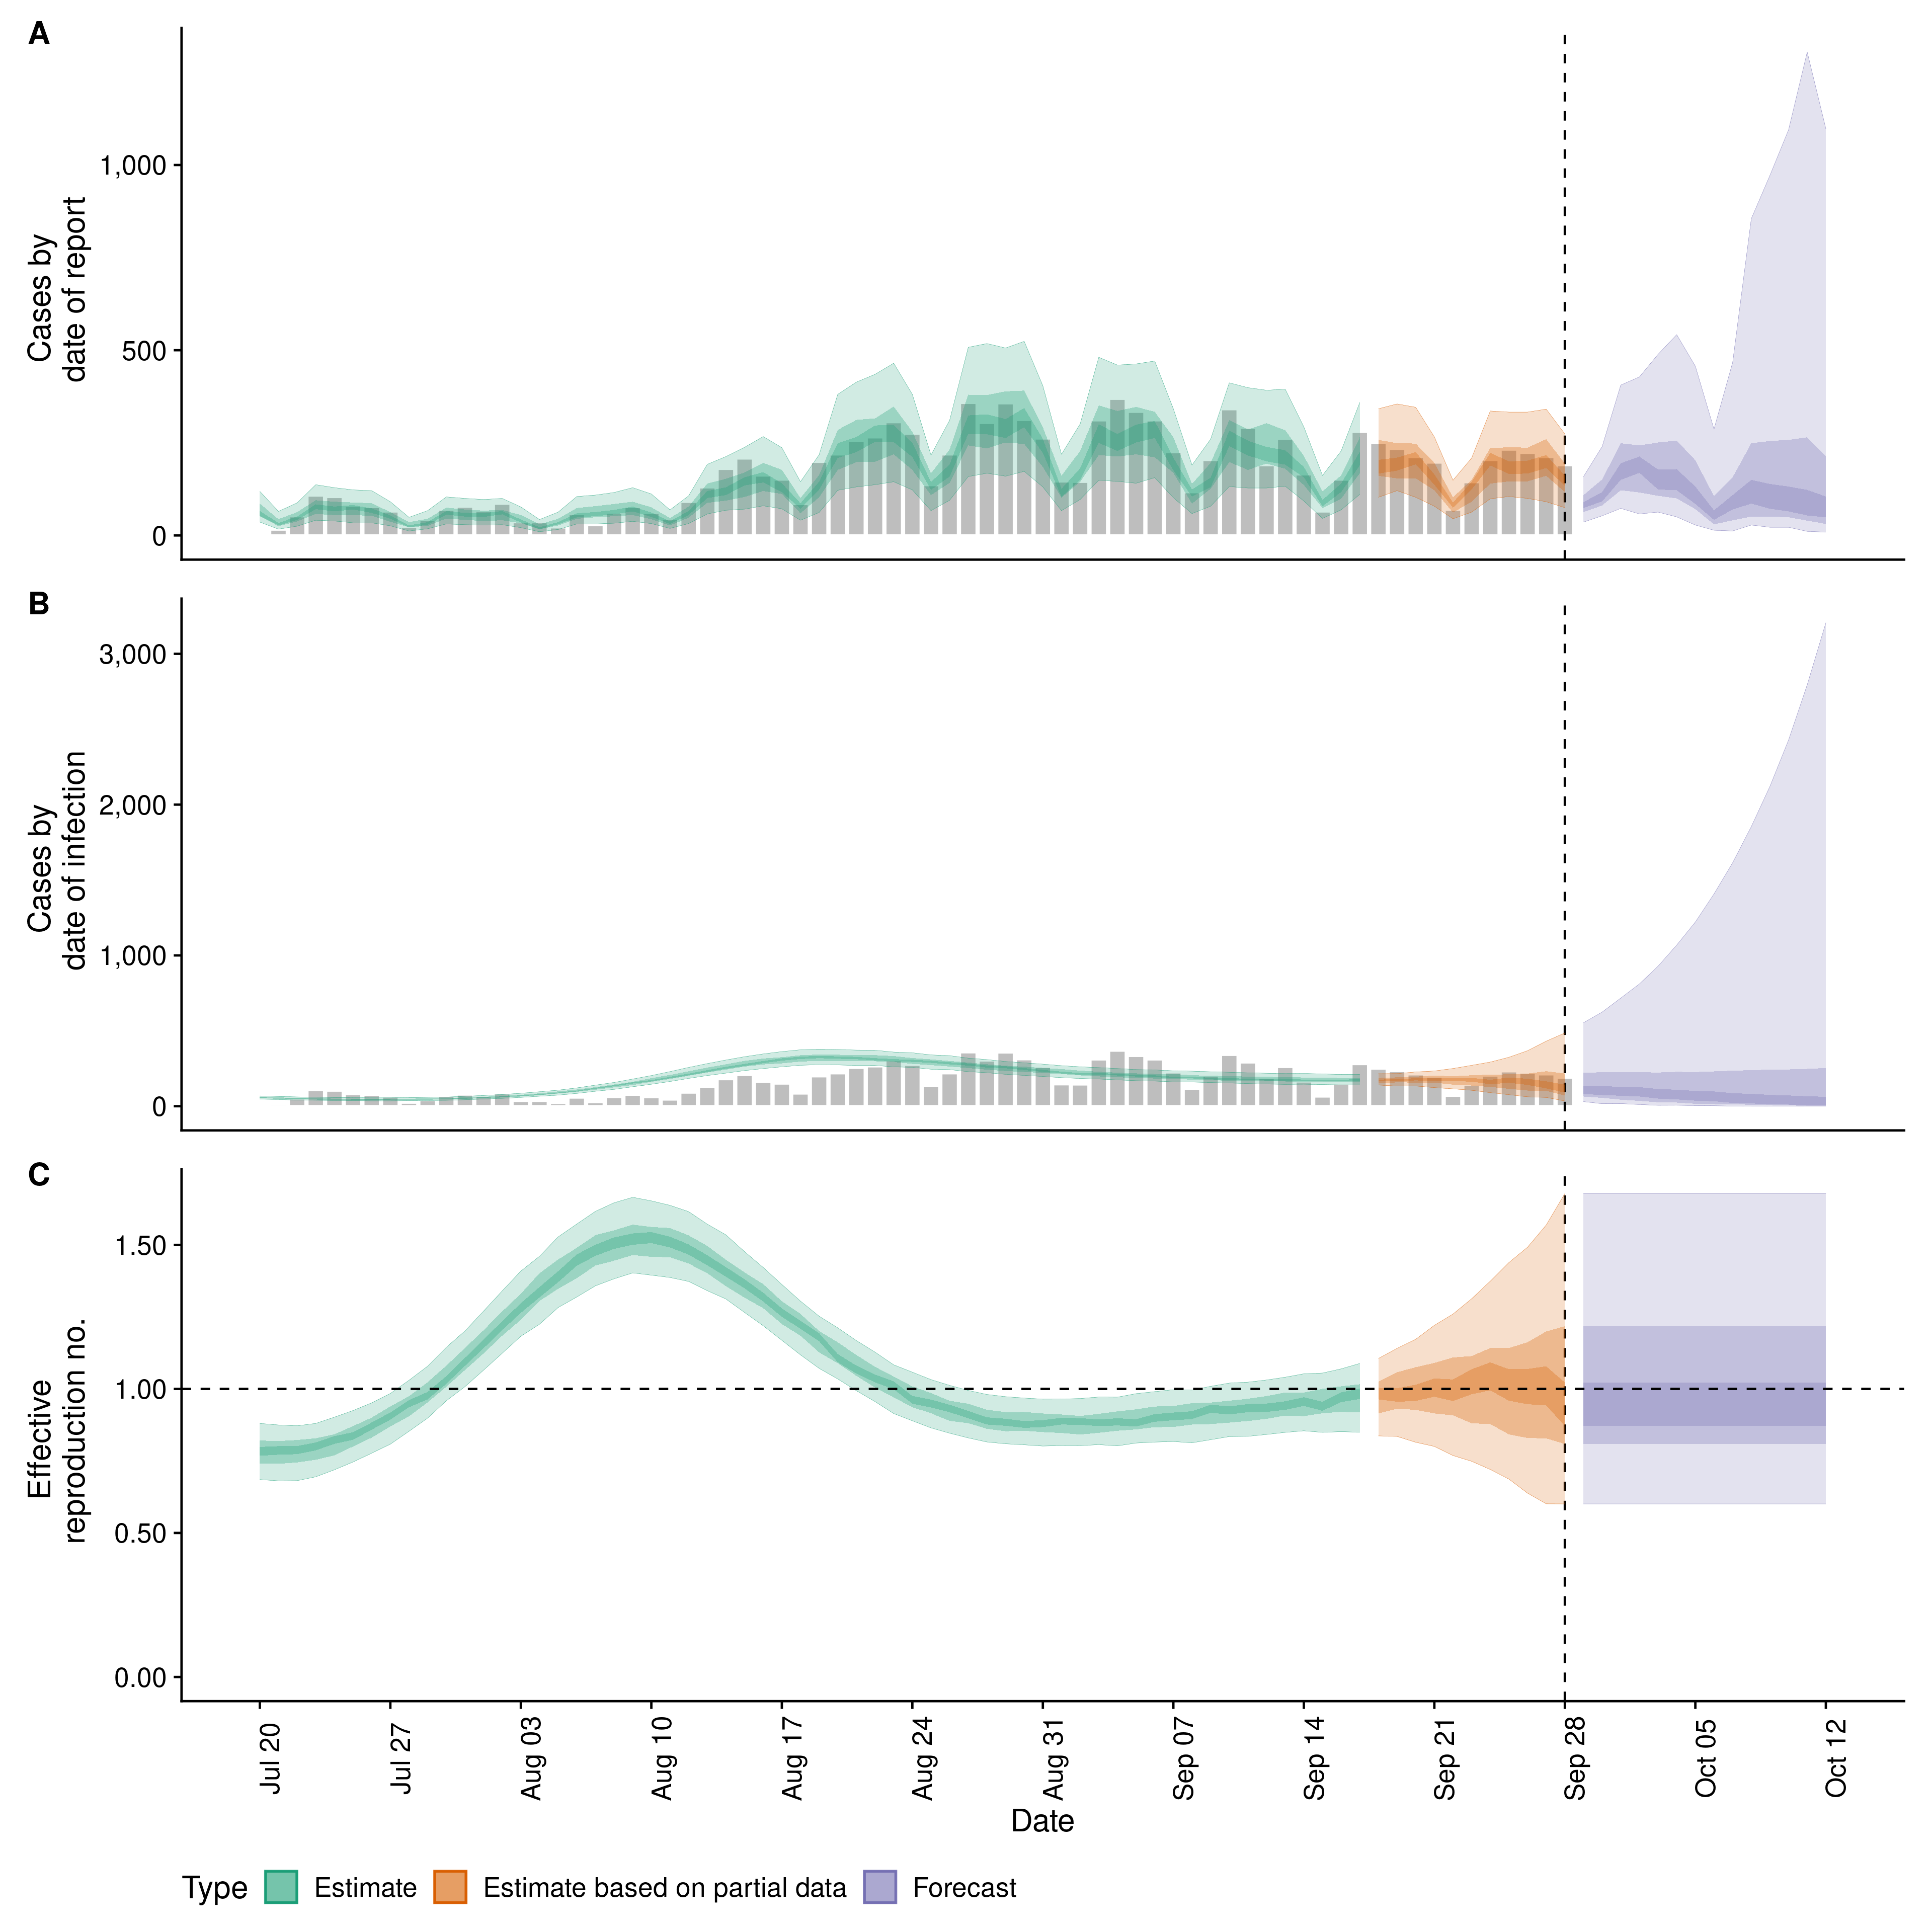 A
Cases by
date of report
1,000
500
0
B
Cases by
date of infection
3,000
2,000
1,000
0
C
Effective
reproduction no.
1.50
1.00
0.50
0.00
Jul 20
Jul 27
Aug 03
Aug 10
Aug 17
Aug 24
Aug 31
Sep 07
Sep 14
Sep 21
Sep 28
Oct 05
Oct 12
Date
Type Estimate Estimate based on partial data Forecast